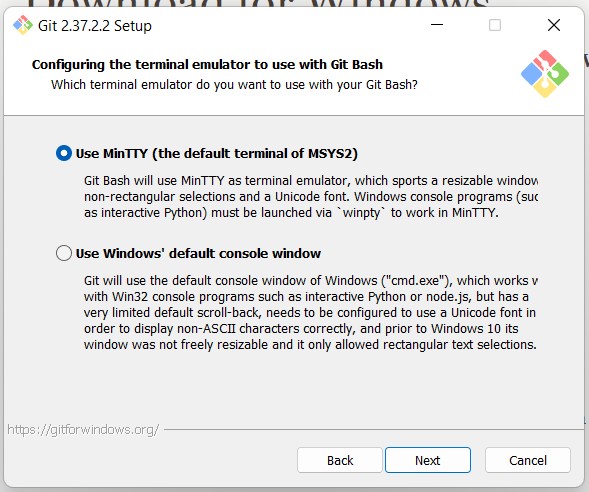 Download for Windows
Git 2.37.2.2 Setup
Configuring the terminal emulator to use with Git Bash
Which terminal emulator do you want to use with your Git Bash?
Use MinTTY (the default terminal of MSYS2)
Git Bash will use MinTTY as terminal emulator, which sports a resizable window
non-rectangular selections and a Unicode font. Windows console programs (suc
as interactive Python) must be launched via `winpty` to work in MinTTY.
Use Windows' default console window
Git will use the default console window of Windows ("cmd.exe"), which works w
with Win32 console programs such as interactive Python or node.js, but has a
very limited default scroll-back, needs to be configured to use a Unicode font in
order to display non-ASCII characters correctly, and prior to Windows 10 its
window was not freely resizable and it only allowed rectangular text selections.
https://gitforwindows.org/
Back
Next
Cancel